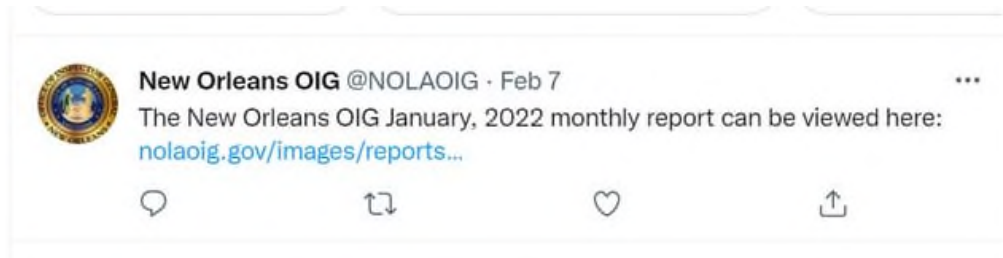 New Orleans OIG @NOLAOIG · Feb 7
The New Orleans OIG January, 2022 monthly report can be viewed here:
nolaoig.gov/images/reports...